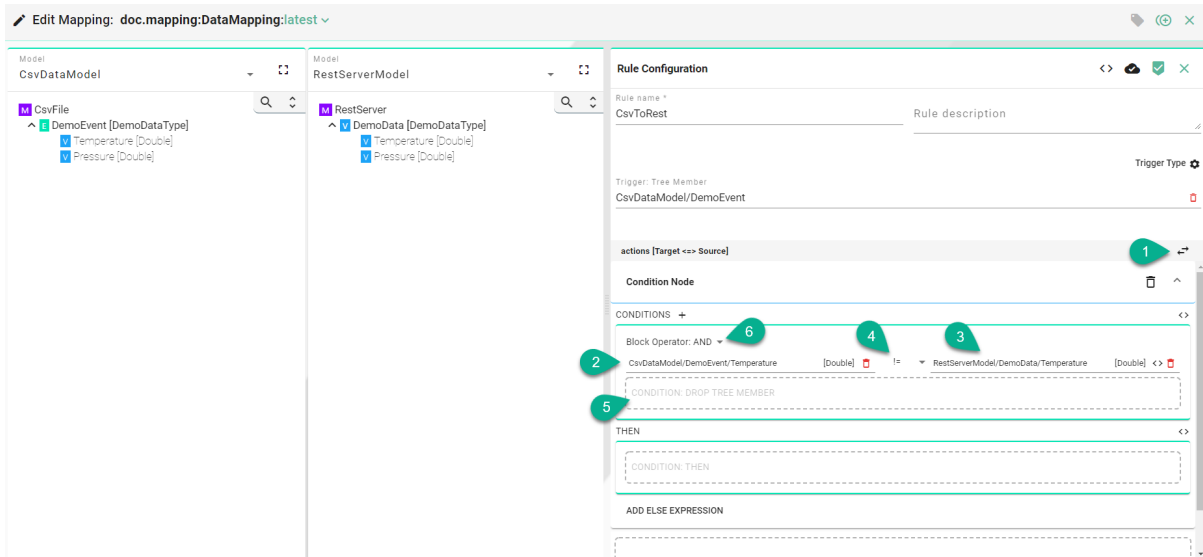 Edit Mapping: doc.mapping:DataMapping:latest
Model
CsvDataModel
M CsvFile
E DemoEvent [DemoDataType]
V Temperature [Double]
V Pressure [Double]
Model
RestServerModel
M RestServer
V DemoData [DemoDataType]
V Temperature [Double]
V Pressure [Double]
Rule Configuration
Rule name *
CsvToRest
Rule description
Trigger Type
Trigger: Tree Member
CsvDataModel/DemoEvent
actions [Target <=> Source]
1
Condition Node
CONDITIONS +
Block Operator: AND
6
4
3
2
CsvDataModel/DemoEvent/Temperature [Double] != RestServerModel/DemoData/Temperature [Double]
CONDITION: DROP TREE MEMBER
5
THEN
CONDITION: THEN
ADD ELSE EXPRESSION